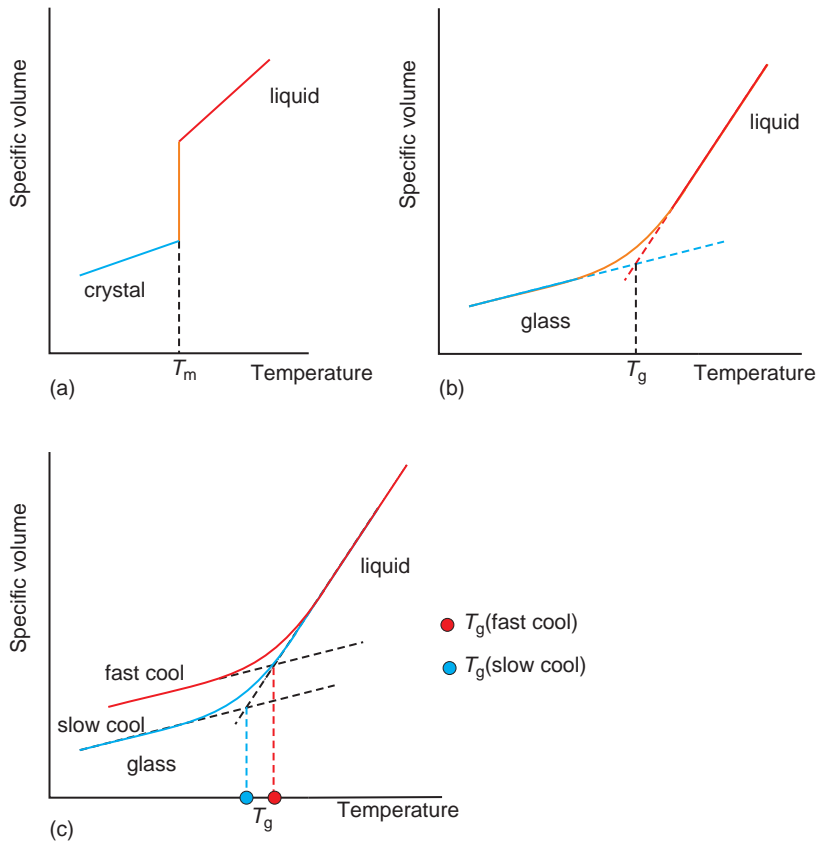 Specific volume
liquid
crystal
Tm
Temperature
(a)
Specific volume
liquid
glass
Tg
Temperature
(b)
Specific volume
liquid
fast cool
slow cool
glass
Tg
Temperature
(c)
Tg(fast cool)
Tg(slow cool)